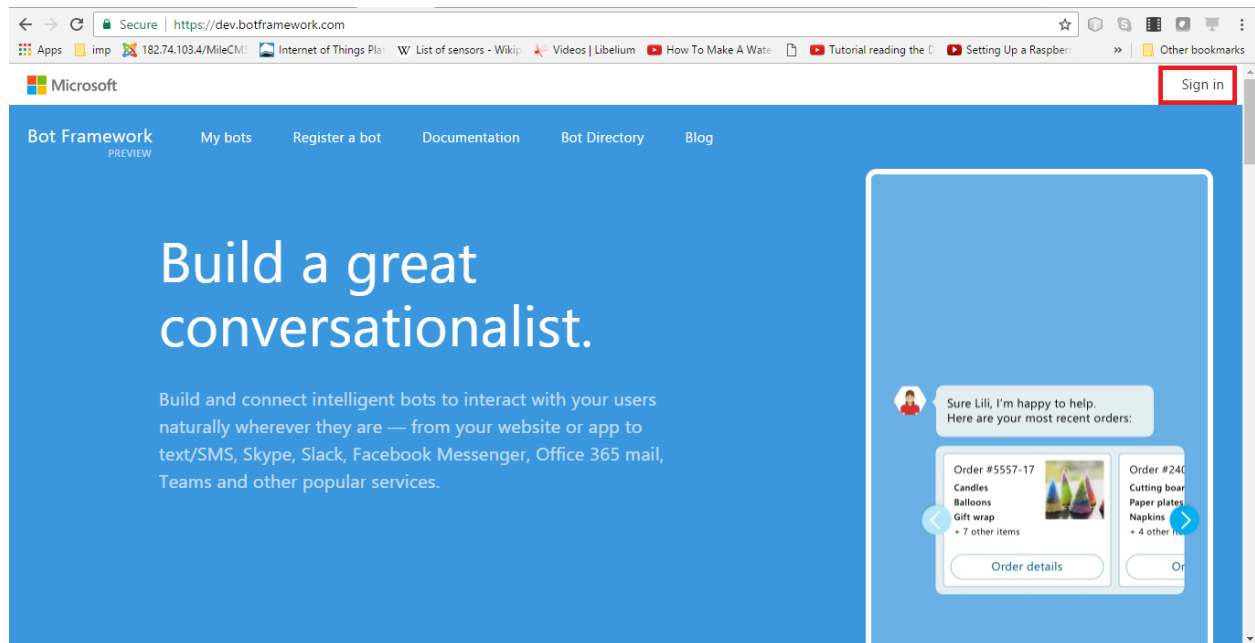 Secure | https://dev.botframework.com
Apps imp 182.74.103.4/MileCMS Internet of Things Plat W List of sensors - Wikip Videos | Libelium How To Make A Wate Tutorial reading the D Setting Up a Raspberr » Other bookmarks
Microsoft Sign in
Bot Framework My bots Register a bot Documentation Bot Directory Blog
PREVIEW
Build a great
conversationalist.
Build and connect intelligent bots to interact with your users
naturally wherever they are — from your website or app to
text/SMS, Skype, Slack, Facebook Messenger, Office 365 mail,
Teams and other popular services.
Sure Lili, I'm happy to help.
Here are your most recent orders:
Order #5557-17
Candles
Balloons
Gift wrap
+ 7 other items
Order details
Order #240
Cutting boar
Paper plates
Napkins
+ 4 other
Or